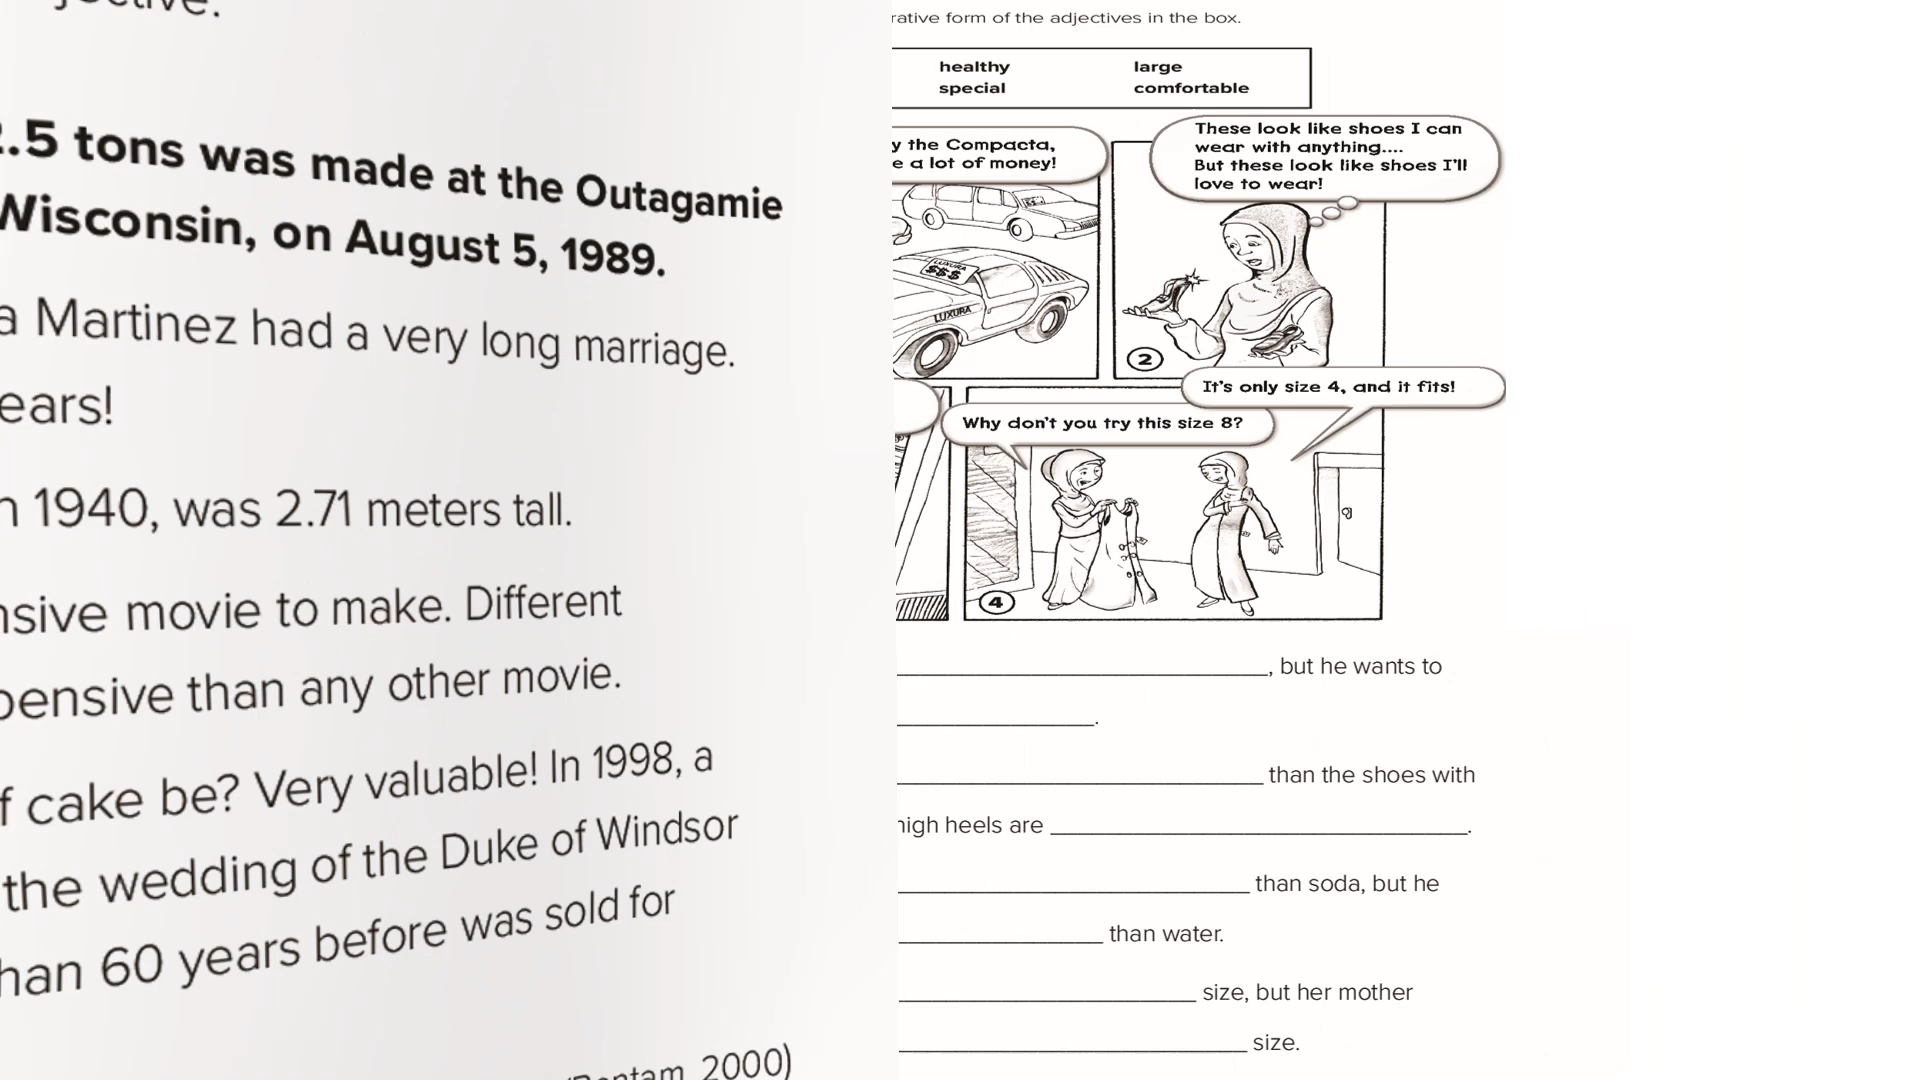 .5 tons was made at the Outagamie
Wisconsin, on August 5, 1989.
a Martinez had a very long marriage.
ears!
n 1940, was 2.71 meters tall.
nsive movie to make. Different
pensive than any other movie.
f cake be? Very valuable! In 1998, a
the wedding of the Duke of Windsor
han 60 years before was sold for
2000)
rative form of the adjectives in the box.
healthy large
special comfortable
y the Compacta,
e a lot of money!
These look like shoes I can
wear with anything....
But these look like shoes I'll
love to wear!
LUXURA
$$$
LUXURA
2
It's only size 4, and it fits!
Why don't you try this size 8?
4
, but he wants to
.
than the shoes with
high heels are .
than soda, but he
than water.
size, but her mother
size.